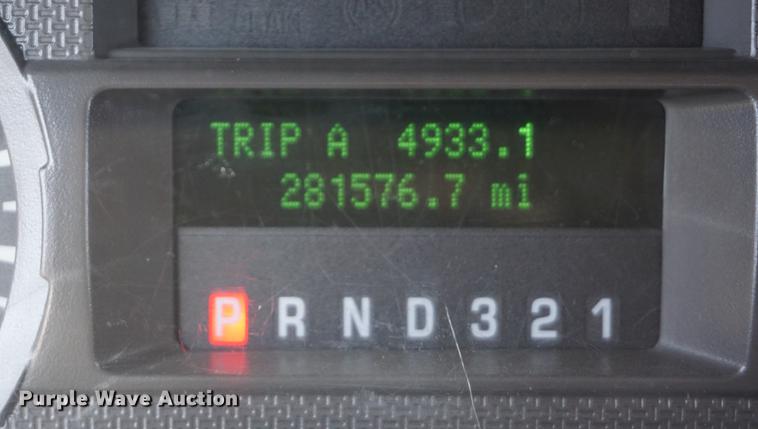 TRIP A 4933.1
281576.7 mi
P R N D 3 2 1
Purple Wave Auction